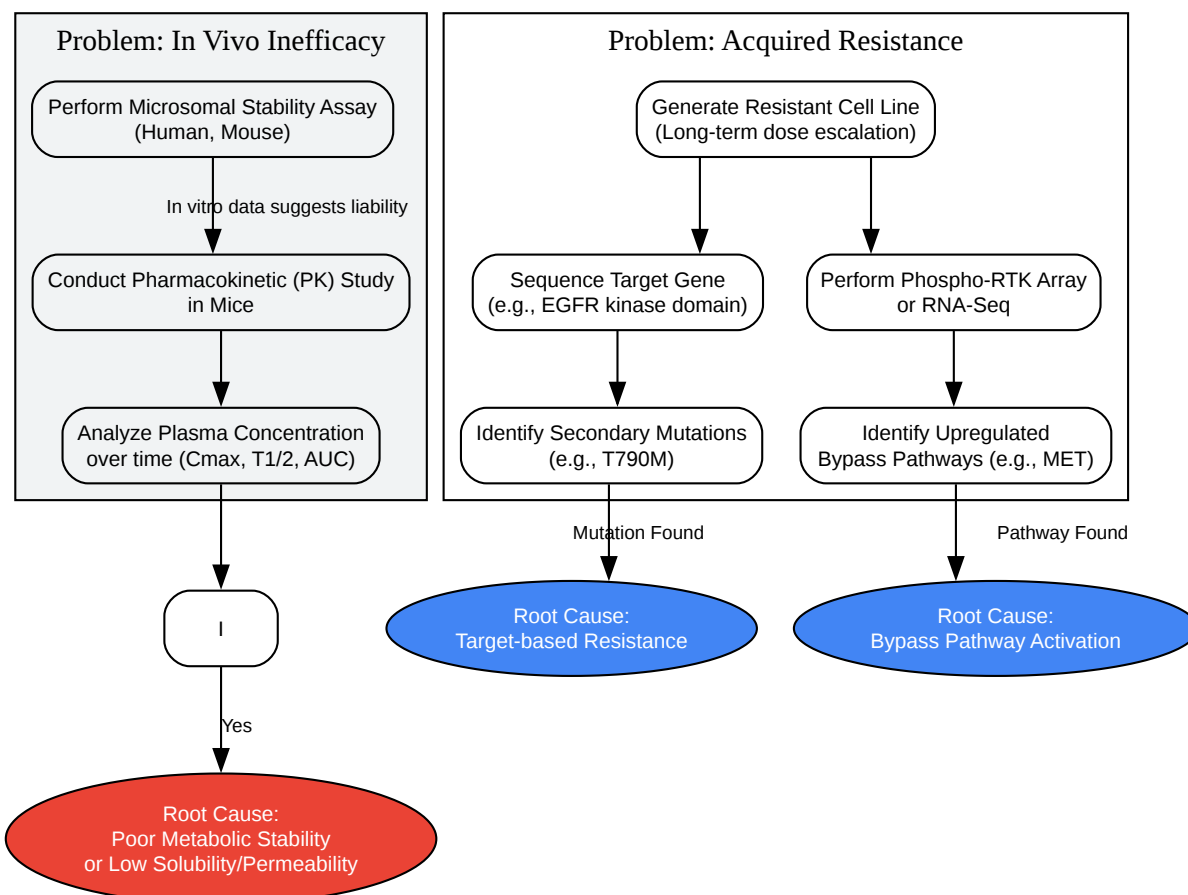 Problem: In Vivo Inefficacy
Perform Microsomal Stability Assay
(Human, Mouse)
In vitro data suggests liability
Conduct Pharmacokinetic (PK) Study
in Mice
Analyze Plasma Concentration
over time (Cmax, T1/2, AUC)
I
Yes
Root Cause:
Poor Metabolic Stability
or Low Solubility/Permeability
Problem: Acquired Resistance
Generate Resistant Cell Line
(Long-term dose escalation)
Sequence Target Gene
(e.g., EGFR kinase domain)
Identify Secondary Mutations
(e.g., T790M)
Mutation Found
Root Cause:
Target-based Resistance
Perform Phospho-RTK Array
or RNA-Seq
Identify Upregulated
Bypass Pathways (e.g., MET)
Pathway Found
Root Cause:
Bypass Pathway Activation